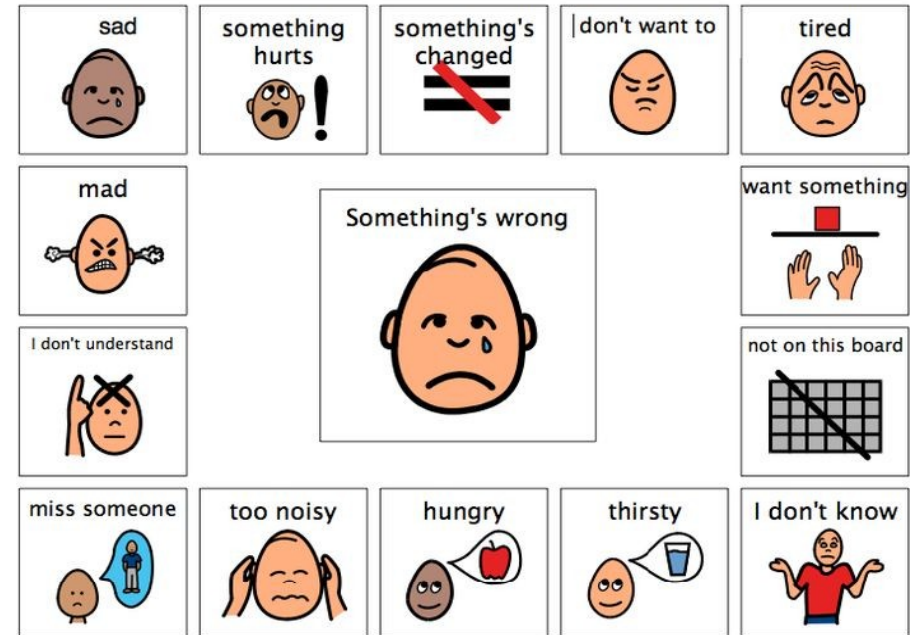 sad
something
hurts
something's
changed
don't want to
tired
mad
Something's wrong
want something
I don't understand
not on this board
miss someone
too noisy
hungry
thirsty
I don't know